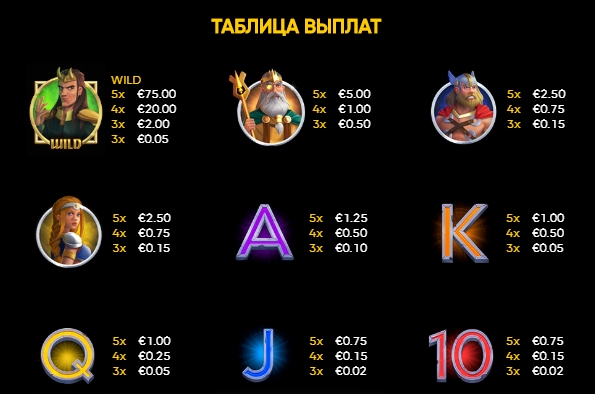 ТАБЛИЦА ВЫПЛАТ
WILD
WILD
5x €75.00
4x €20.00
3x €2.00
3x €0.05
5x €5.00
4x €1.00
3x €0.50
5x €2.50
4x €0.75
3x €0.15
5x €2.50
4x €0.75
3x €0.15
A
5x €1.25
4x €0.50
3x €0.10
K
5x €1.00
4x €0.50
3x €0.05
Q
5x €1.00
4x €0.25
3x €0.05
J
5x €0.75
4x €0.15
3x €0.02
10
5x €0.75
4x €0.15
3x €0.02